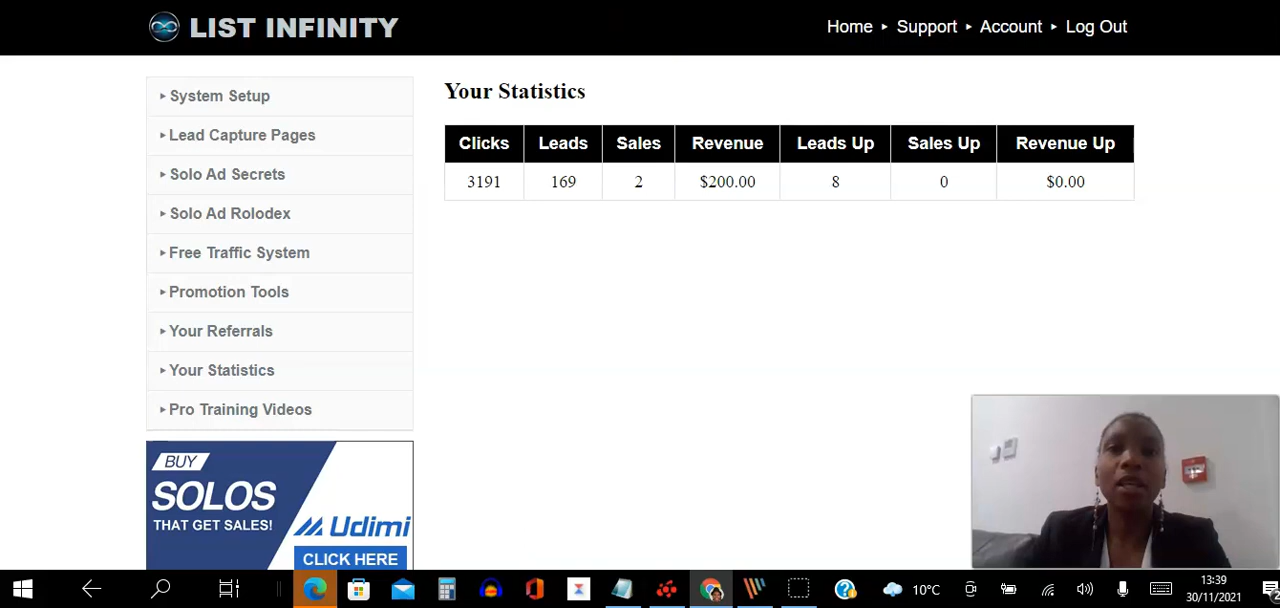 LIST INFINITY
Home ▸ Support ▸ Account ▸ Log Out
▸ System Setup
▸ Lead Capture Pages
▸ Solo Ad Secrets
▸ Solo Ad Rolodex
▸ Free Traffic System
▸ Promotion Tools
▸ Your Referrals
▸ Your Statistics
▸ Pro Training Videos
BUY
SOLOS
THAT GET SALES!
Udimi
CLICK HERE
Your Statistics
Clicks Leads Sales Revenue Leads Up Sales Up Revenue Up
3191 169 2 $200.00 8 0 $0.00
10°C
13:39
30/11/2021